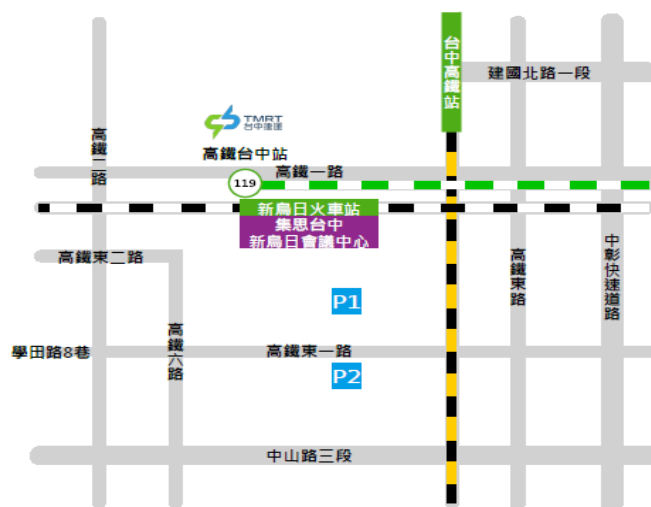 台中高鐵站
建國北路一段
TMRT
台中捷運
高鐵二路
高鐵台中站
高鐵一路
119
新烏日火車站
集思台中
新烏日會議中心
高鐵東二路
高鐵東路
中彰快速道路
P1
高鐵六路
學田路8巷
高鐵東一路
P2
中山路三段